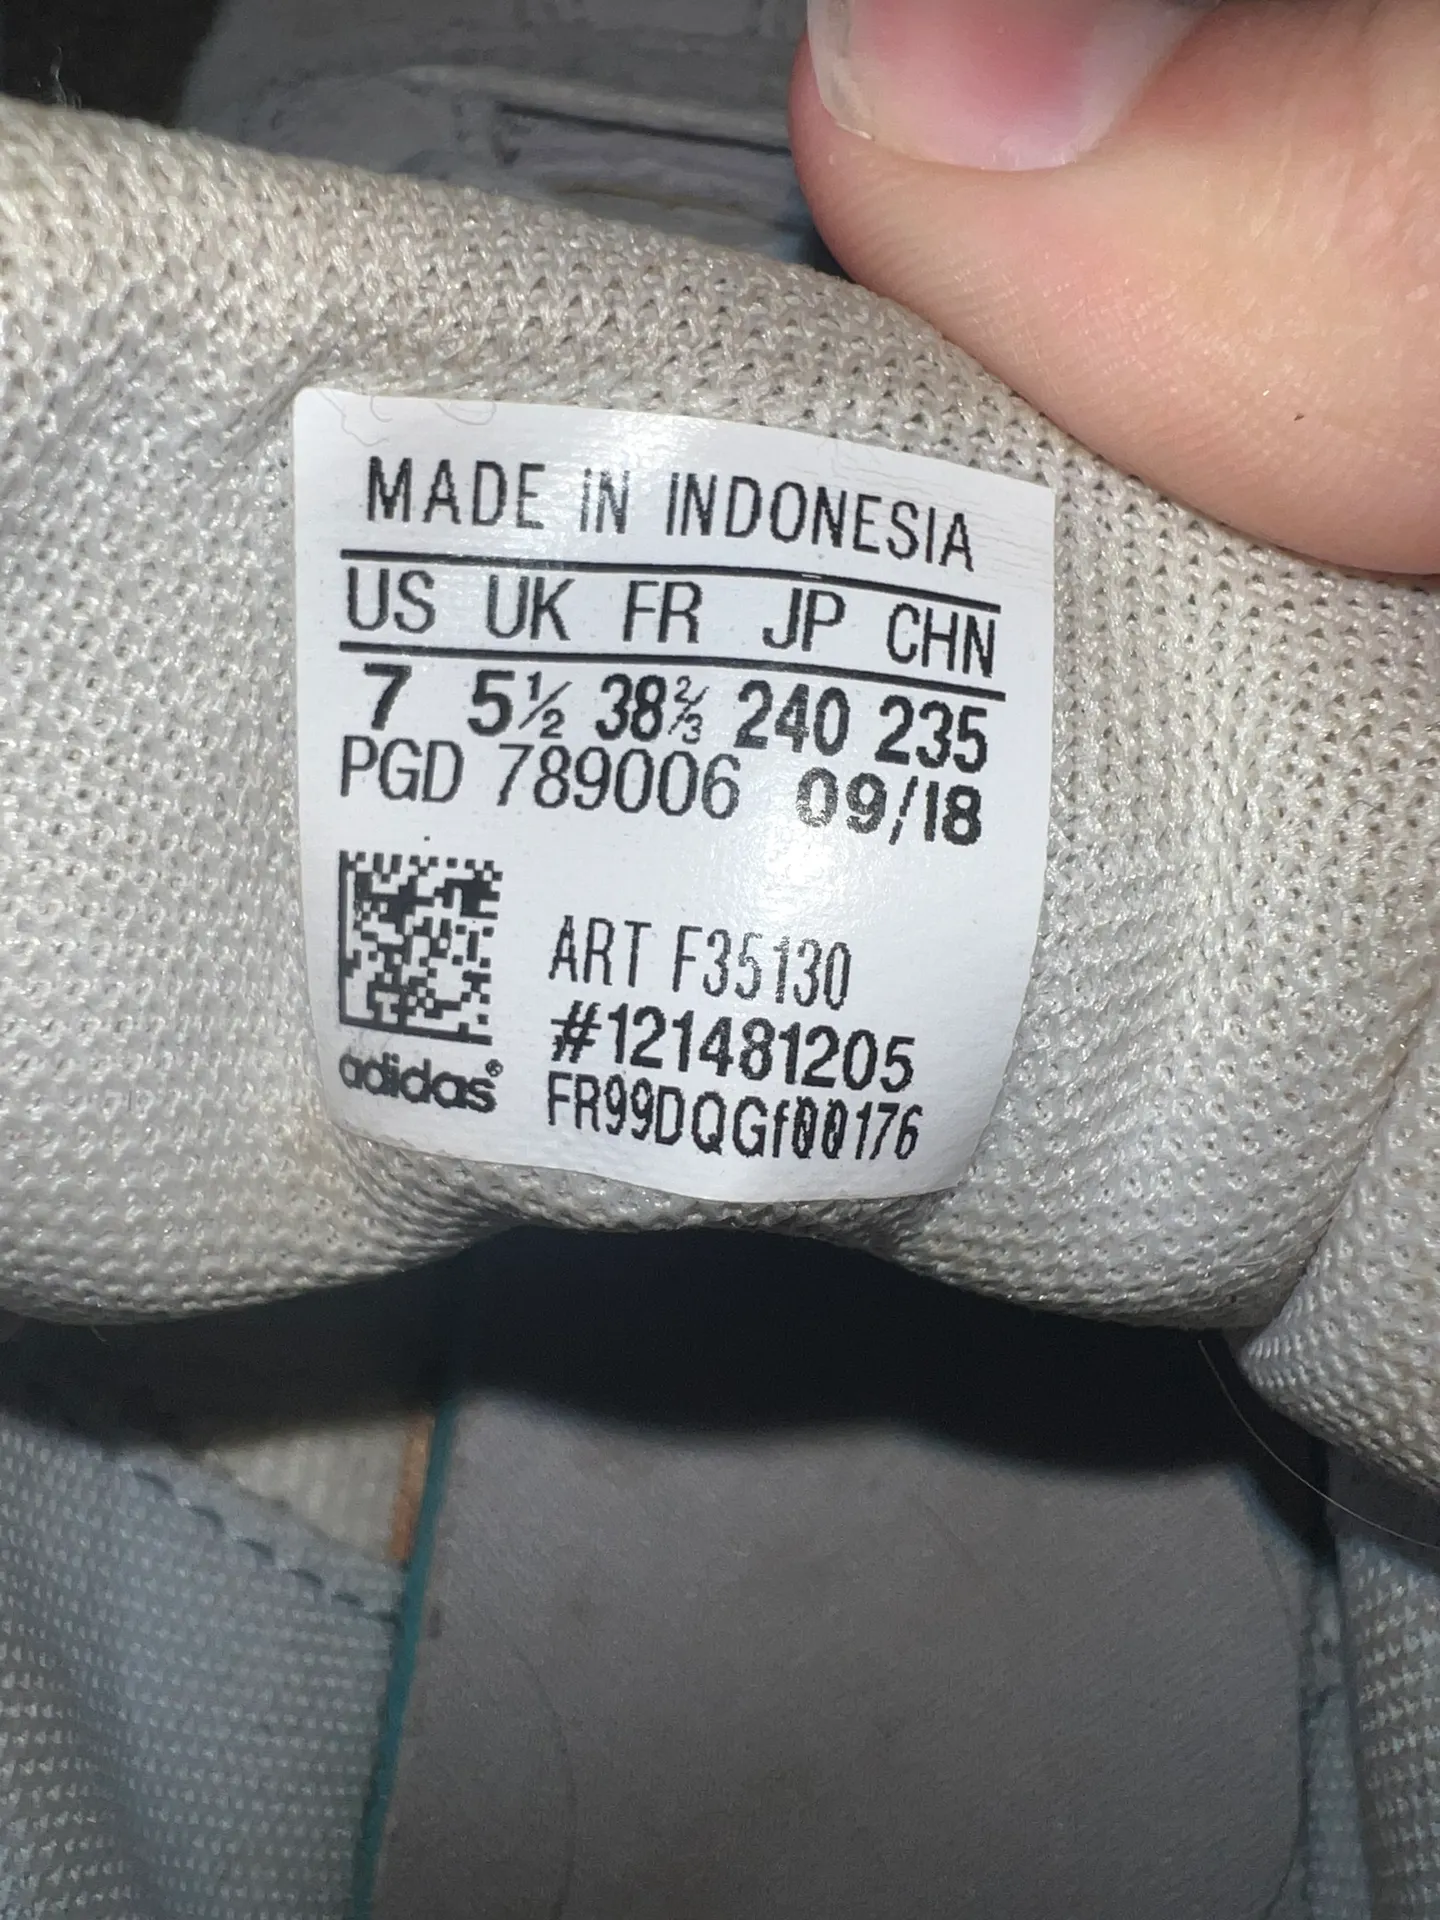 MADE IN INDONESIA
US UK FR JP CHN
7 5½ 38⅔ 240 235
PGD 789006 09/18
ART F35130
#121481205
adidas®
FR99DQGf00176